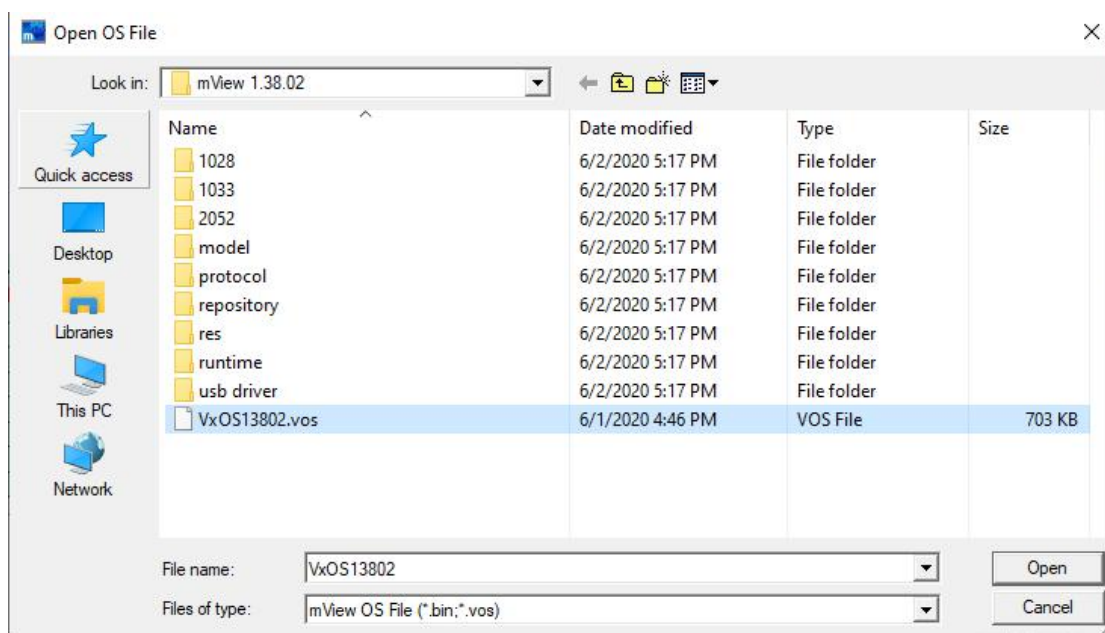 Open OS File
Look in: mView 1.38.02
Name Date modified Type Size
1028 6/2/2020 5:17 PM File folder
1033 6/2/2020 5:17 PM File folder
2052 6/2/2020 5:17 PM File folder
model 6/2/2020 5:17 PM File folder
protocol 6/2/2020 5:17 PM File folder
repository 6/2/2020 5:17 PM File folder
res 6/2/2020 5:17 PM File folder
runtime 6/2/2020 5:17 PM File folder
usb driver 6/2/2020 5:17 PM File folder
VxOS13802.vos 6/1/2020 4:46 PM VOS File 703 KB
Quick access
Desktop
Libraries
This PC
Network
File name: VxOS13802 Open
Files of type: mView OS File (*.bin;*.vos) Cancel